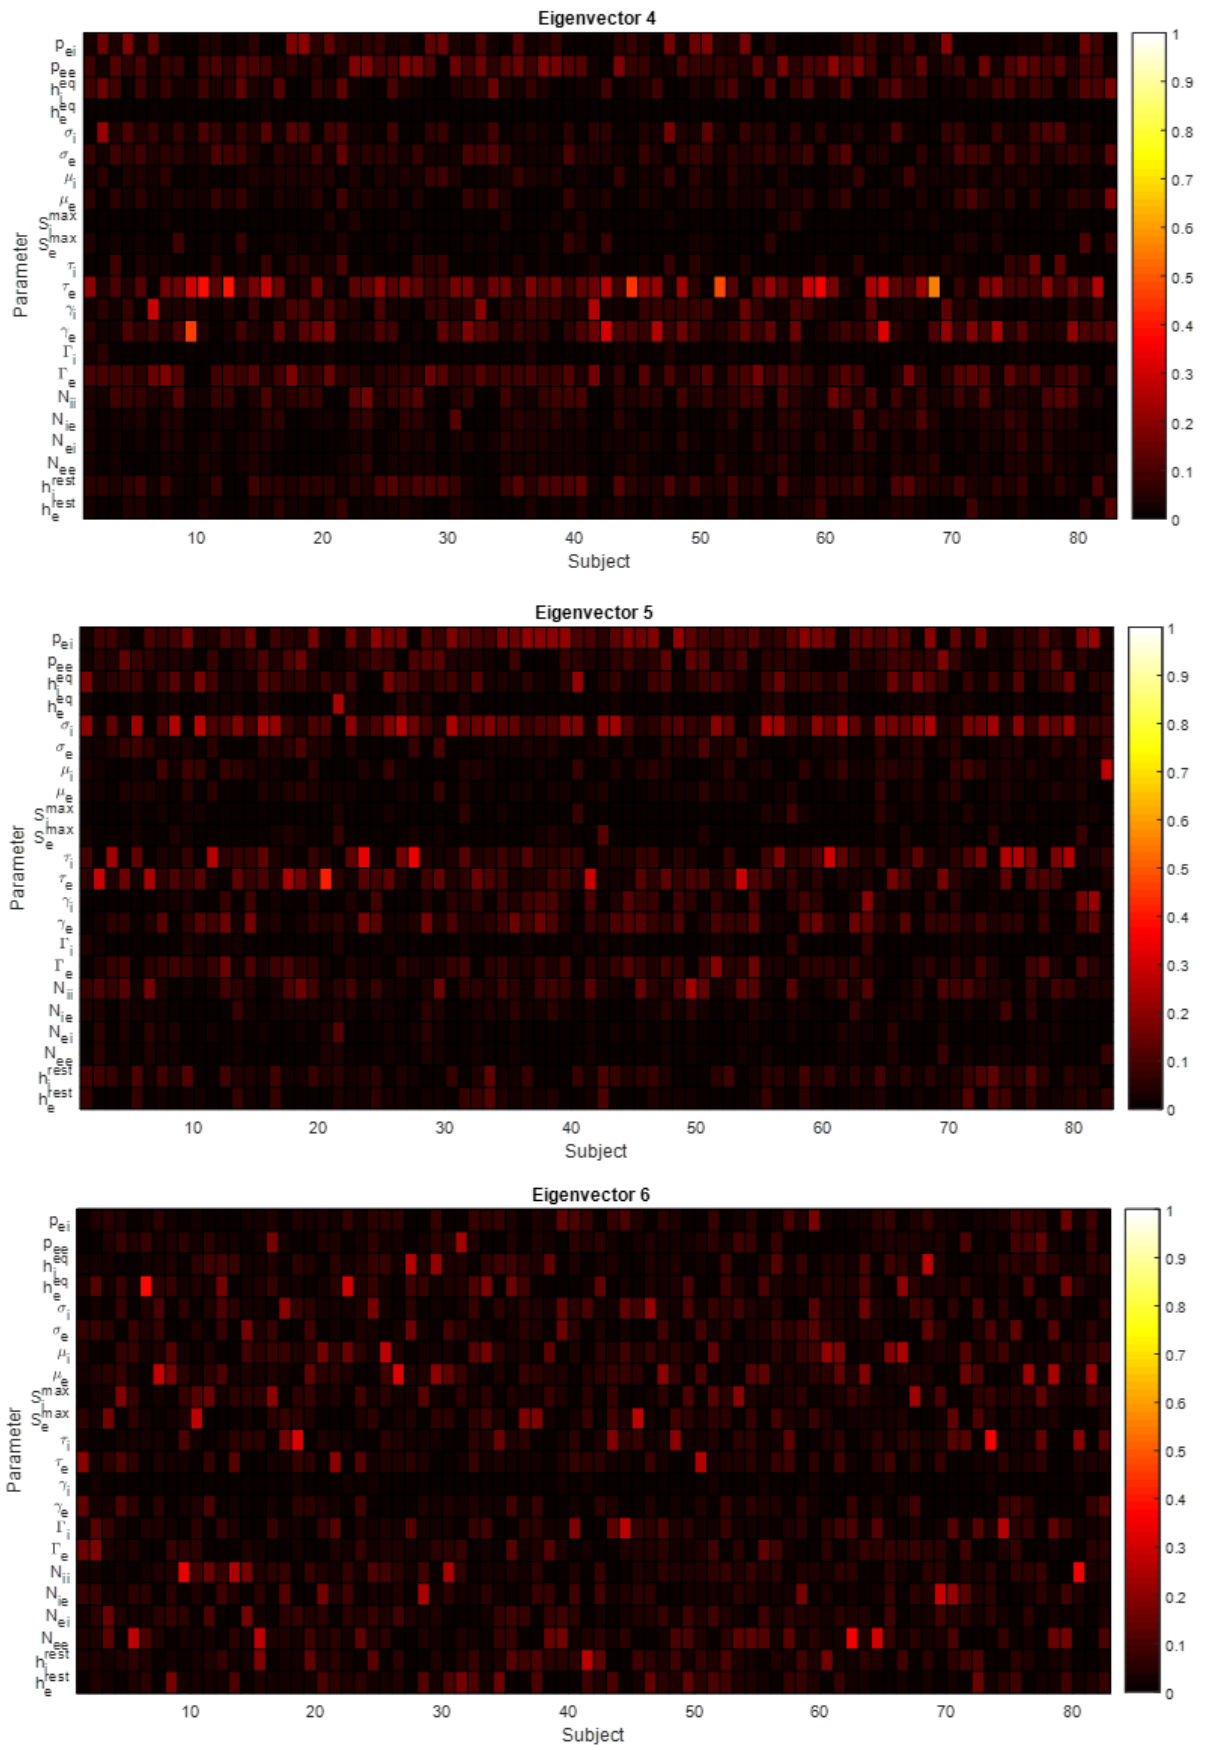 Eigenvector 4
p_ei
p_ee
h_i^eq
h_e^eq
σ_i
σ_e
μ_i
μ_e
S_i^max
S_e^max
τ_i
τ_e
γ_i
γ_e
Γ_i
Γ_e
N_ii
N_ie
N_ei
N_ee
h_i^rest
h_e^rest
Parameter
10 20 30 40 50 60 70 80
Subject
1
0.9
0.8
0.7
0.6
0.5
0.4
0.3
0.2
0.1
0
Eigenvector 5
p_ei
p_ee
h_i^eq
h_e^eq
σ_i
σ_e
μ_i
μ_e
S_i^max
S_e^max
τ_i
τ_e
γ_i
γ_e
Γ_i
Γ_e
N_ii
N_ie
N_ei
N_ee
h_i^rest
h_e^rest
Parameter
10 20 30 40 50 60 70 80
Subject
1
0.9
0.8
0.7
0.6
0.5
0.4
0.3
0.2
0.1
0
Eigenvector 6
p_ei
p_ee
h_i^eq
h_e^eq
σ_i
σ_e
μ_i
μ_e
S_i^max
S_e^max
τ_i
τ_e
γ_i
γ_e
Γ_i
Γ_e
N_ii
N_ie
N_ei
N_ee
h_i^rest
h_e^rest
Parameter
10 20 30 40 50 60 70 80
Subject
1
0.9
0.8
0.7
0.6
0.5
0.4
0.3
0.2
0.1
0